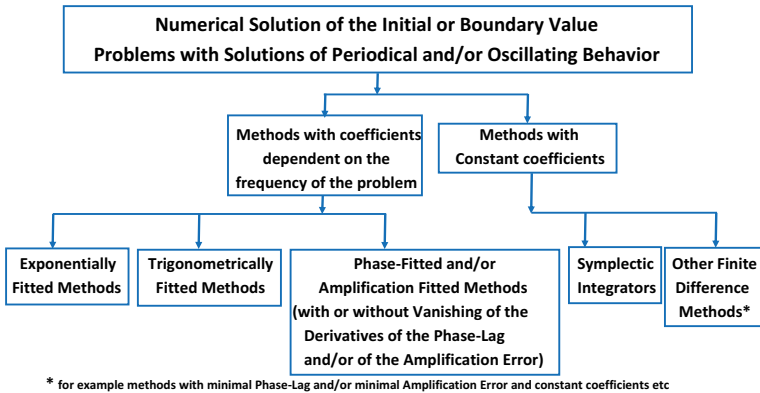 Numerical Solution of the Initial or Boundary Value
Problems with Solutions of Periodical and/or Oscillating Behavior
Methods with coefficients
dependent on the
frequency of the problem
Methods with
Constant coefficients
Exponentially
Fitted Methods
Trigonometrically
Fitted Methods
Phase-Fitted and/or
Amplification Fitted Methods
(with or without Vanishing of the
Derivatives of the Phase-Lag
and/or of the Amplification Error)
Symplectic
Integrators
Other Finite
Difference
Methods*
* for example methods with minimal Phase-Lag and/or minimal Amplification Error and constant coefficients etc